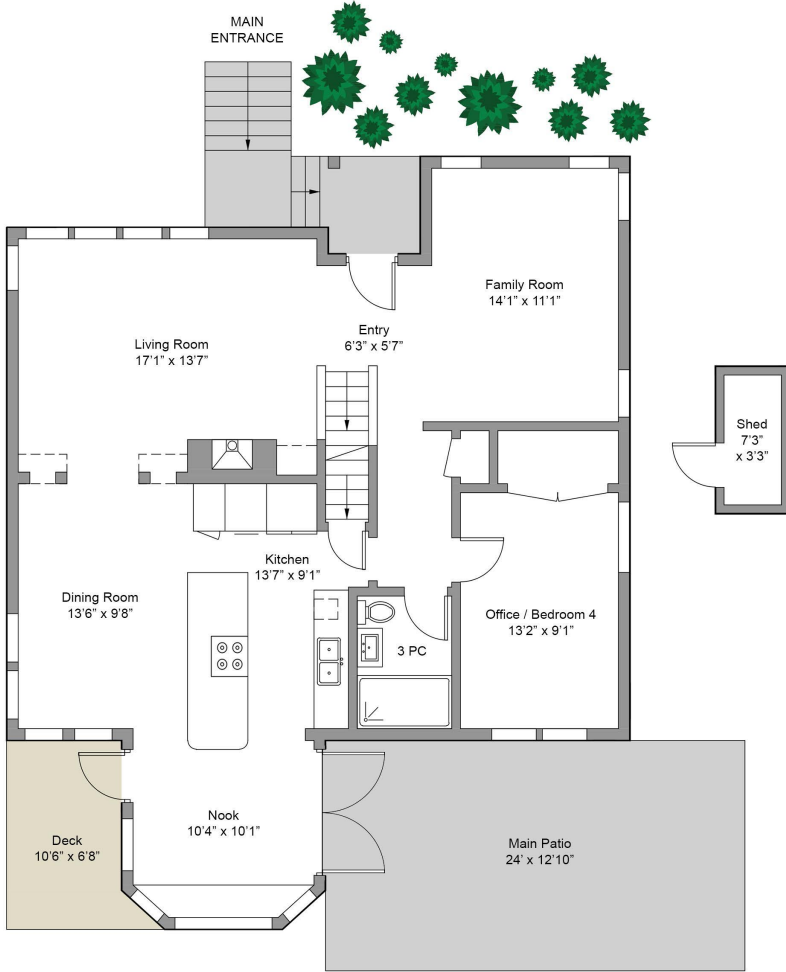 MAIN
ENTRANCE
Family Room
14'1" x 11'1"
Entry
6'3" x 5'7"
Living Room
17'1" x 13'7"
Shed
7'3"
x 3'3"
Kitchen
13'7" x 9'1"
Dining Room
13'6" x 9'8"
Office / Bedroom 4
13'2" x 9'1"
3 PC
Nook
10'4" x 10'1"
Deck
10'6" x 6'8"
Main Patio
24' x 12'10"